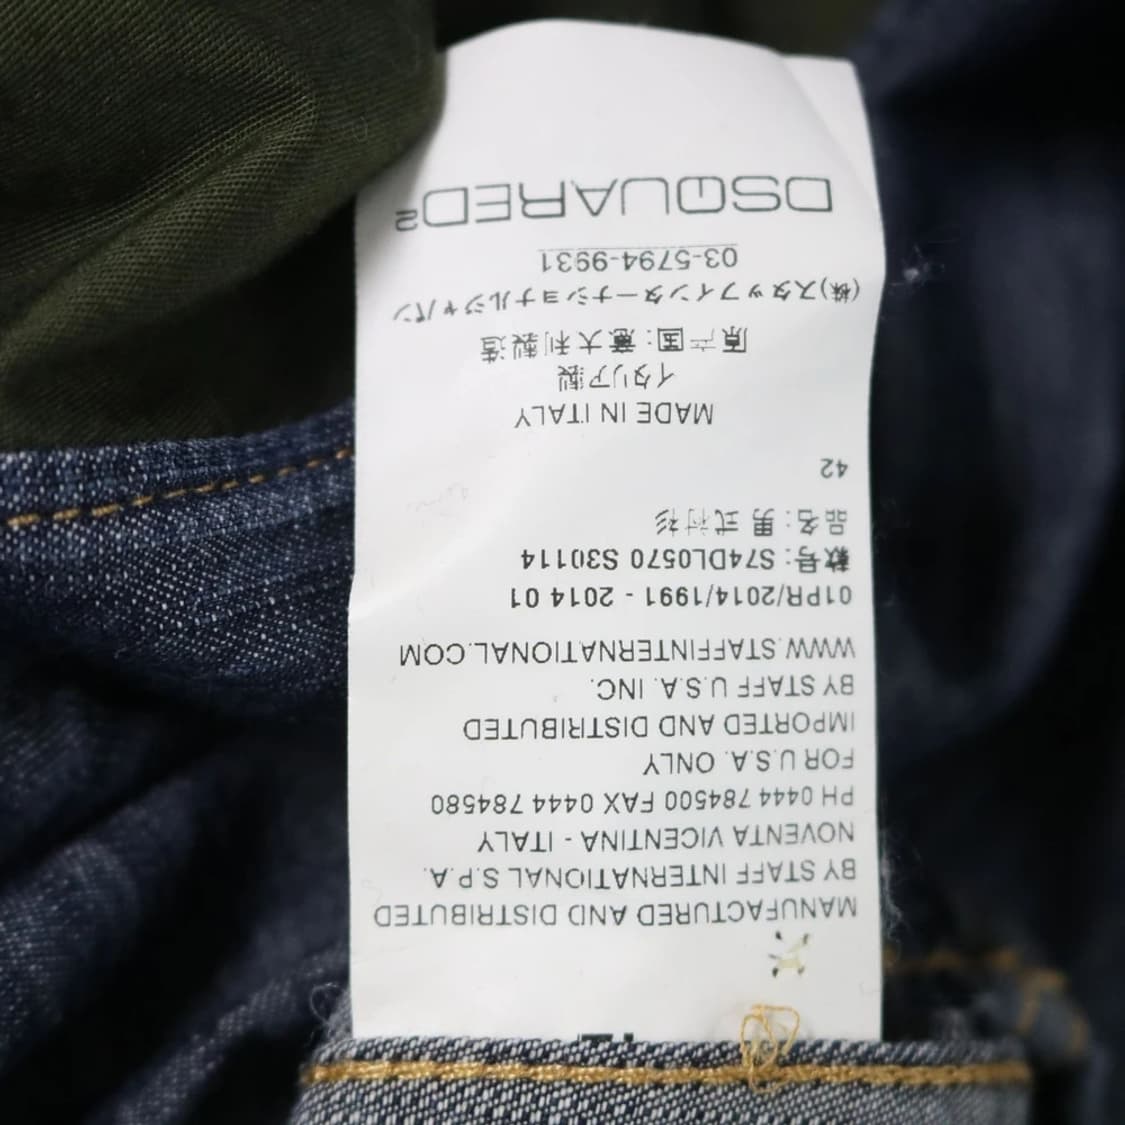 MANUFACTURED AND DISTRIBUTED
BY STAFF INTERNATIONAL S.P.A.
NOVENTA VICENTINA - ITALY
PH 0444 784500 FAX 0444 784580
FOR U.S.A. ONLY
IMPORTED AND DISTRIBUTED
BY STAFF U.S.A. INC.
WWW.STAFFINTERNATIONAL.COM
01PR/2014/1991 - 2014 01
款号: S74DL0570 S30114
品名: 男式衬衫
42
MADE IN ITALY
イタリア製
原产国: 意大利製造
(株)スタッフインターナショナルジャパン
03-5794-9931
DSQUARED2